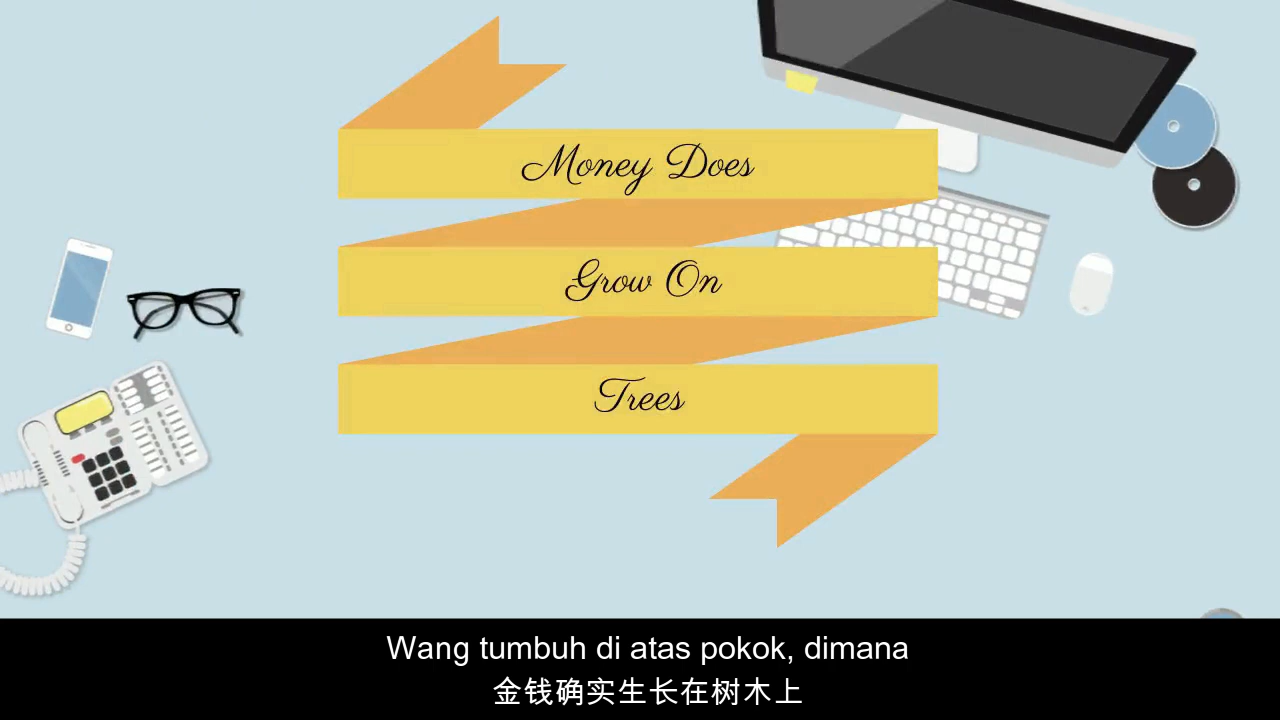 Money Does
Grow On
Trees
Wang tumbuh di atas pokok, dimana
金钱确实生长在树木上